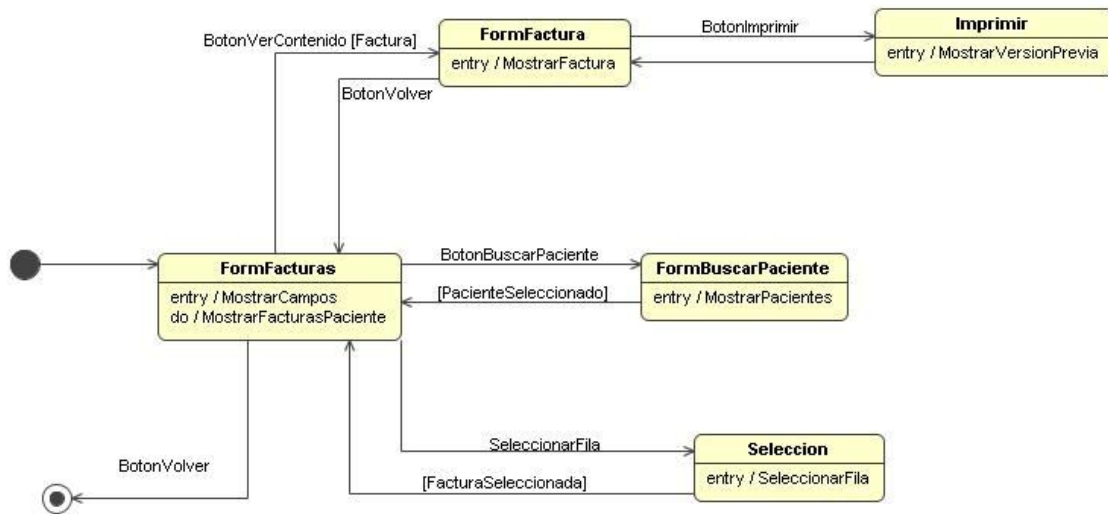 FormFactura
entry / MostrarFactura
BotonImprimir
Imprimir
entry / MostrarVersionPrevia
BotonVerContenido [Factura]
BotonVolver
FormFacturas
entry / MostrarCampos
do / MostrarFacturasPaciente
BotonBuscarPaciente
[PacienteSeleccionado]
FormBuscarPaciente
entry / MostrarPacientes
SeleccionarFila
[FacturaSeleccionada]
Seleccion
entry / SeleccionarFila
BotonVolver